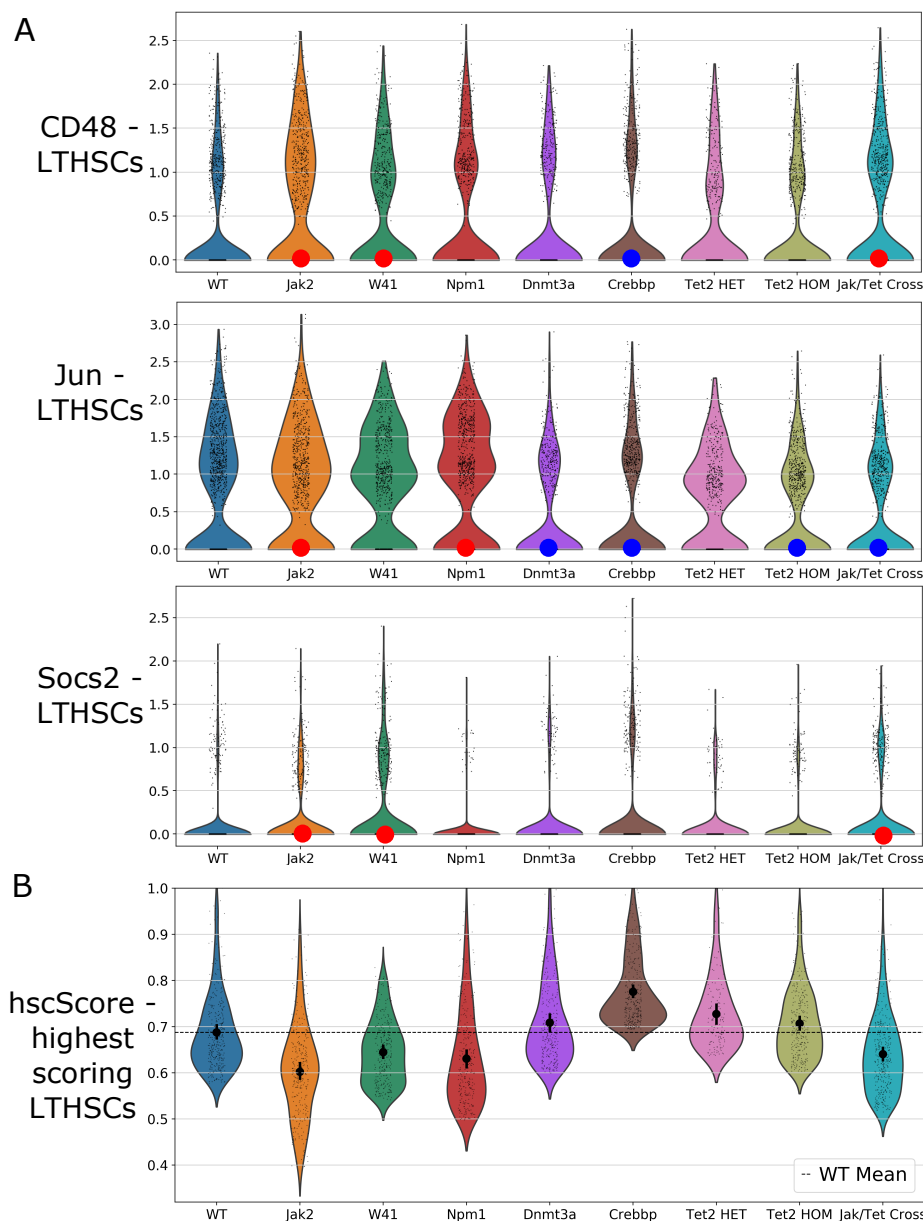 A
CD48 -
LTHSCs
2.5
2.0
1.5
1.0
0.5
0.0
WT Jak2 W41 Npm1 Dnmt3a Crebbp Tet2 HET Tet2 HOM Jak/Tet Cross
Jun -
LTHSCs
3.0
2.5
2.0
1.5
1.0
0.5
0.0
WT Jak2 W41 Npm1 Dnmt3a Crebbp Tet2 HET Tet2 HOM Jak/Tet Cross
Socs2 -
LTHSCs
2.5
2.0
1.5
1.0
0.5
0.0
WT Jak2 W41 Npm1 Dnmt3a Crebbp Tet2 HET Tet2 HOM Jak/Tet Cross
B
hscScore -
highest
scoring
LTHSCs
1.0
0.9
0.8
0.7
0.6
0.5
0.4
-- WT Mean
WT Jak2 W41 Npm1 Dnmt3a Crebbp Tet2 HET Tet2 HOM Jak/Tet Cross